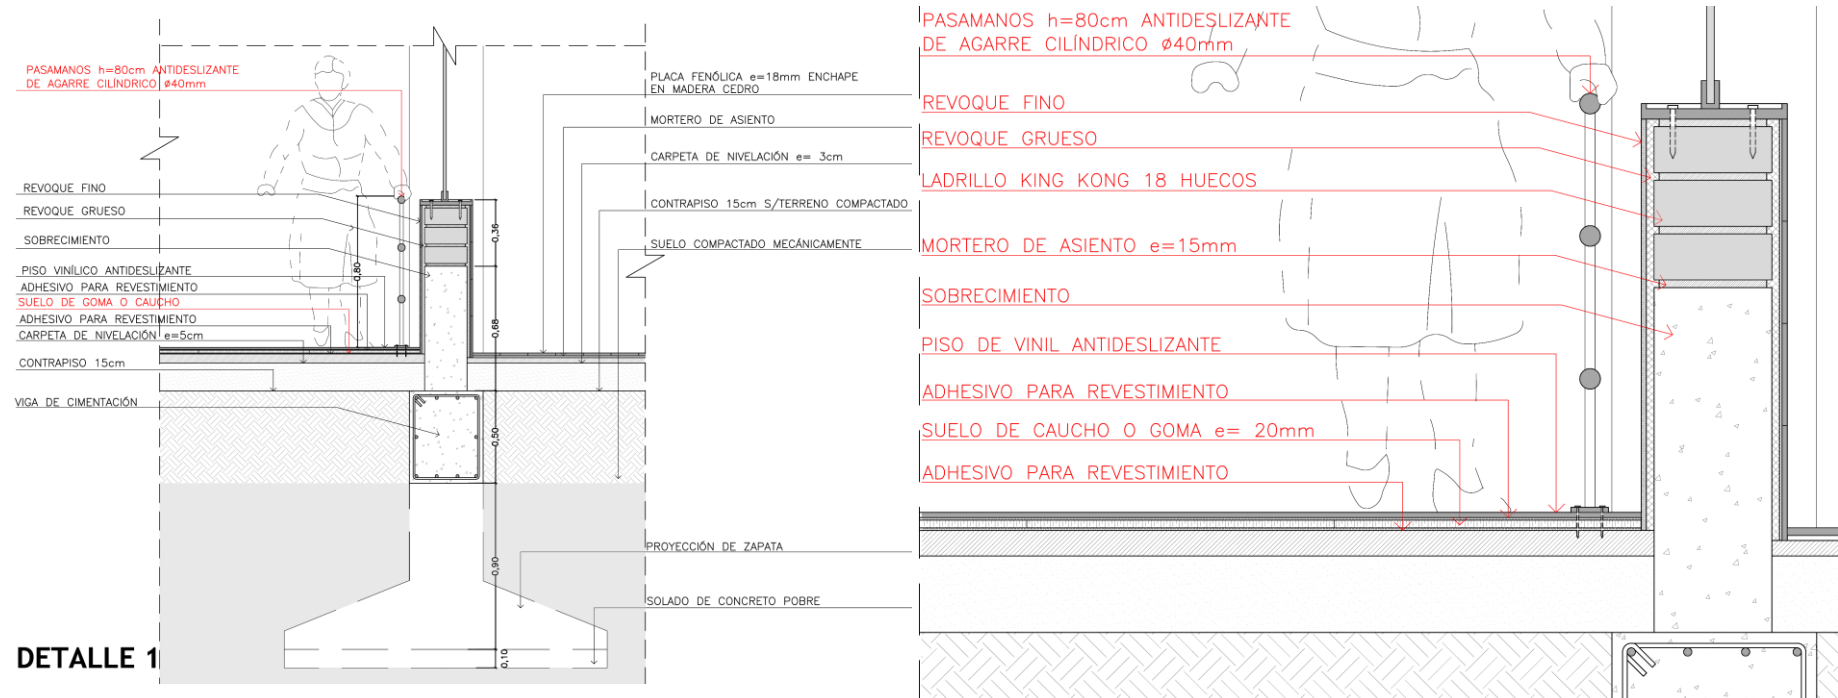 PASAMANOS h=80cm ANTIDESLIZANTE
DE AGARRE CILÍNDRICO ø40mm
REVOQUE FINO
REVOQUE GRUESO
SOBRECIMIENTO
PISO VINÍLICO ANTIDESLIZANTE
ADHESIVO PARA REVESTIMIENTO
SUELO DE GOMA O CAUCHO
ADHESIVO PARA REVESTIMIENTO
CARPETA DE NIVELACIÓN e=5cm
CONTRAPISO 15cm
VIGA DE CIMENTACIÓN
DETALLE 1
0,80
0,36
0,68
0,50
0,90
0,10
PLACA FENÓLICA e=18mm ENCHAPE
EN MADERA CEDRO
MORTERO DE ASIENTO
CARPETA DE NIVELACIÓN e= 3cm
CONTRAPISO 15cm S/TERRENO COMPACTADO
SUELO COMPACTADO MECÁNICAMENTE
PROYECCIÓN DE ZAPATA
SOLADO DE CONCRETO POBRE
PASAMANOS h=80cm ANTIDESLIZANTE
DE AGARRE CILÍNDRICO ø40mm
REVOQUE FINO
REVOQUE GRUESO
LADRILLO KING KONG 18 HUECOS
MORTERO DE ASIENTO e=15mm
SOBRECIMIENTO
PISO DE VINIL ANTIDESLIZANTE
ADHESIVO PARA REVESTIMIENTO
SUELO DE CAUCHO O GOMA e= 20mm
ADHESIVO PARA REVESTIMIENTO